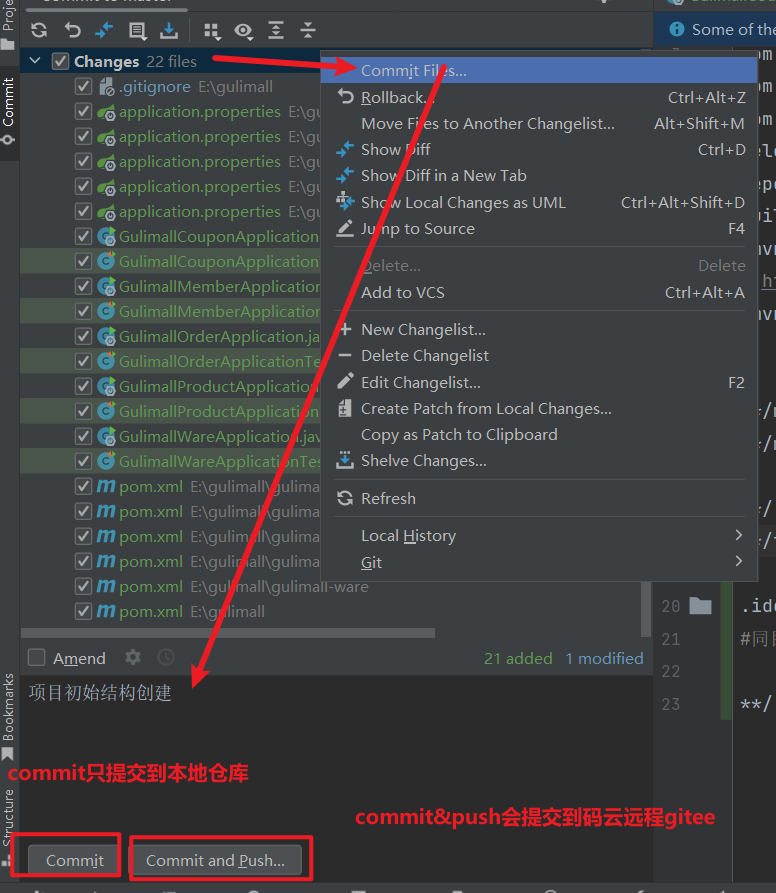 Changes 22 files
.gitignore E:\gulimall
application.properties E:\gu
application.properties E:\gu
application.properties E:\gu
application.properties E:\gu
application.properties E:\gu
GulimallCouponApplication
GulimallCouponApplication
GulimallMemberApplication
GulimallMemberApplication
GulimallOrderApplication.ja
GulimallOrderApplicationTe
GulimallProductApplication
GulimallProductApplication
GulimallWareApplication.jav
GulimallWareApplicationTes
pom.xml E:\gulimall\gulima
pom.xml E:\gulimall\gulima
pom.xml E:\gulimall\gulima
pom.xml E:\gulimall\gulima
pom.xml E:\gulimall\gulimall-ware
pom.xml E:\gulimall
Commit Files...
Rollback... Ctrl+Alt+Z
Move Files to Another Changelist... Alt+Shift+M
Show Diff Ctrl+D
Show Diff in a New Tab
Show Local Changes as UML Ctrl+Alt+Shift+D
Jump to Source F4
Delete... Delete
Add to VCS Ctrl+Alt+A
New Changelist...
Delete Changelist
Edit Changelist... F2
Create Patch from Local Changes...
Copy as Patch to Clipboard
Shelve Changes...
Refresh
Local History
Git
Some of the
20 .ide
21 #同
22
23 **/
Amend
21 added 1 modified
项目初始结构创建
commit只提交到本地仓库
commit&push会提交到码云远程gitee
Commit
Commit and Push...
Proje
Commit
Bookmarks
Structure